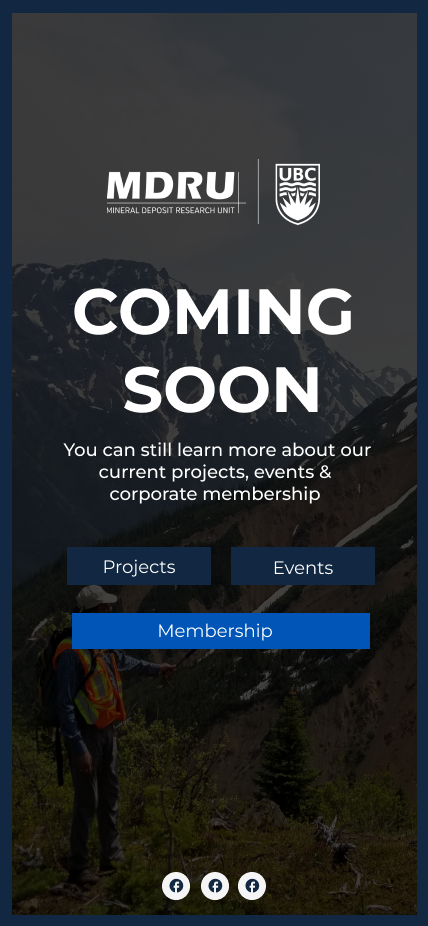 MDRU
MINERAL DEPOSIT RESEARCH UNIT
UBC
COMING
SOON
You can still learn more about our
current projects, events &
corporate membership
Projects
Events
Membership